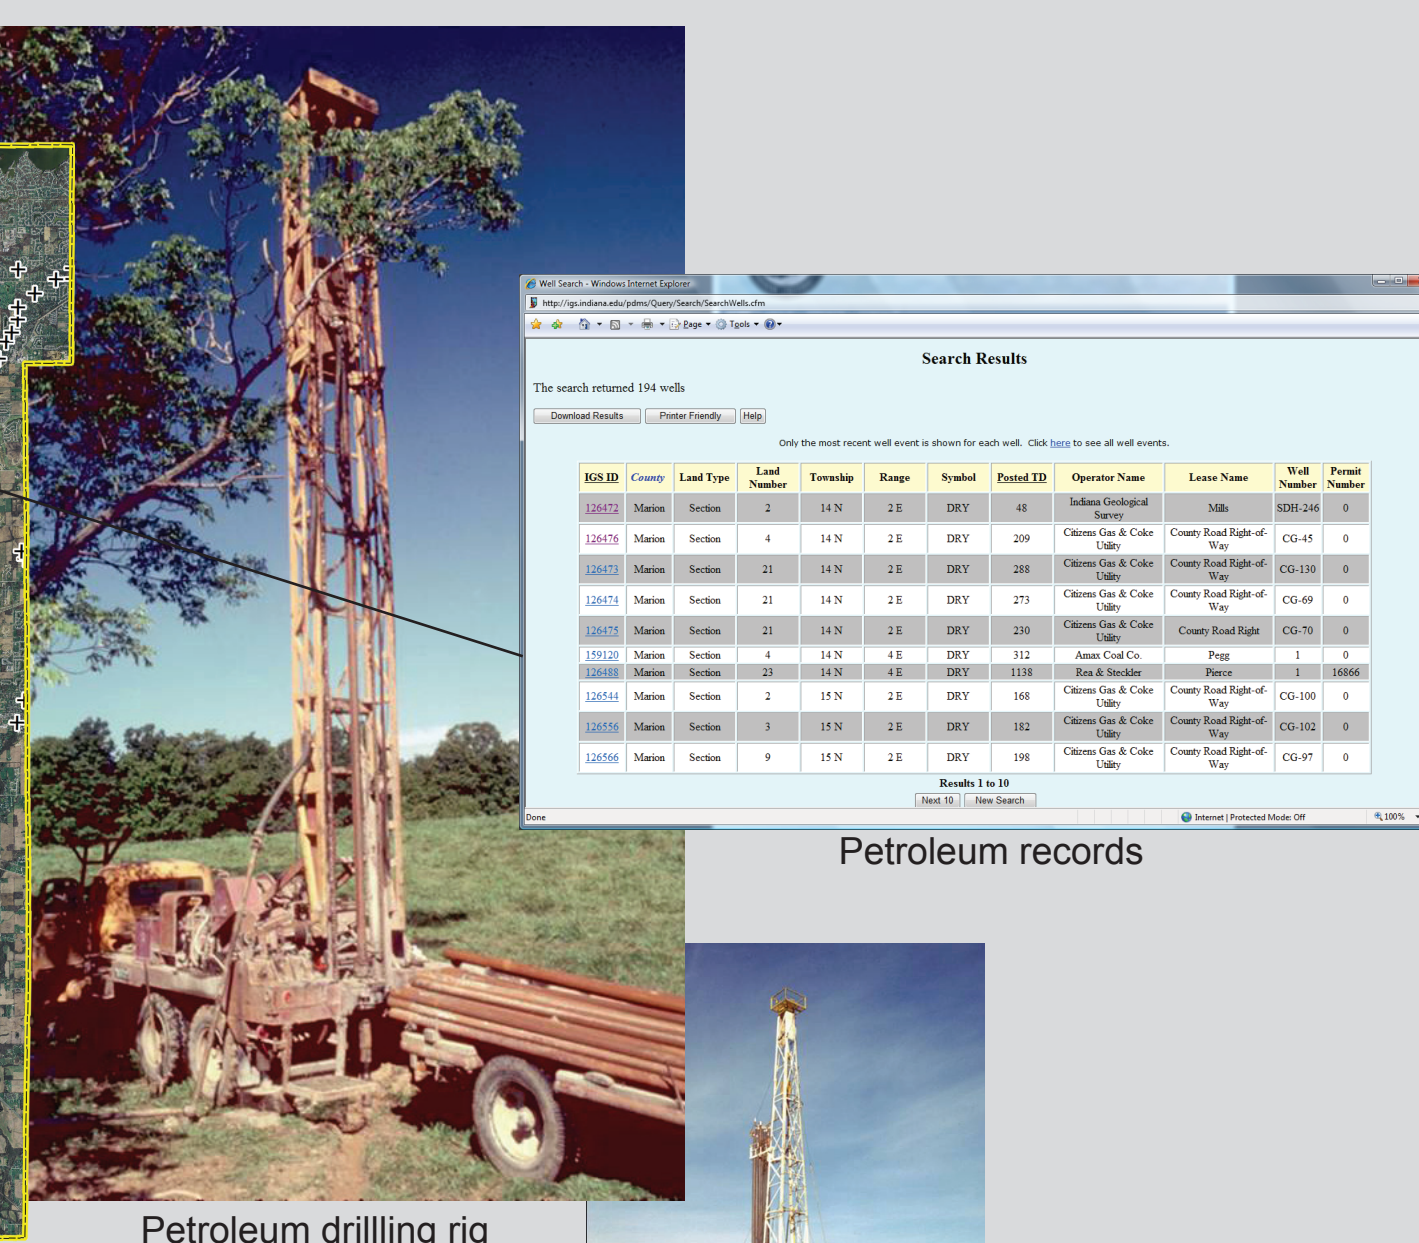 Well Search - Windows Internet Explorer
http://igs.indiana.edu/pdms/Query/Search/SearchWells.cfm
Page Tools
Search Results
The search returned 194 wells
Download Results Printer Friendly Help
Only the most recent well event is shown for each well. Click here to see all well events.
IGS ID County Land Type Land Number Township Range Symbol Posted TD Operator Name Lease Name Well Number Permit Number
126472 Marion Section 2 14 N 2 E DRY 48 Indiana Geological Survey Mills SDH-246 0
126476 Marion Section 4 14 N 2 E DRY 209 Citizens Gas & Coke Utility County Road Right-of-Way CG-45 0
126473 Marion Section 21 14 N 2 E DRY 288 Citizens Gas & Coke Utility County Road Right-of-Way CG-130 0
126474 Marion Section 21 14 N 2 E DRY 273 Citizens Gas & Coke Utility County Road Right-of-Way CG-69 0
126475 Marion Section 21 14 N 2 E DRY 230 Citizens Gas & Coke Utility County Road Right CG-70 0
159120 Marion Section 4 14 N 4 E DRY 312 Amax Coal Co. Pegg 1 0
126488 Marion Section 23 14 N 4 E DRY 1138 Rea & Steckler Pierce 1 16866
126544 Marion Section 2 15 N 2 E DRY 168 Citizens Gas & Coke Utility County Road Right-of-Way CG-100 0
126556 Marion Section 3 15 N 2 E DRY 182 Citizens Gas & Coke Utility County Road Right-of-Way CG-102 0
126566 Marion Section 9 15 N 2 E DRY 198 Citizens Gas & Coke Utility County Road Right-of-Way CG-97 0
Results 1 to 10
Next 10 New Search
Done Internet | Protected Mode: Off 100%
Petroleum records
Petroleum drillling rig